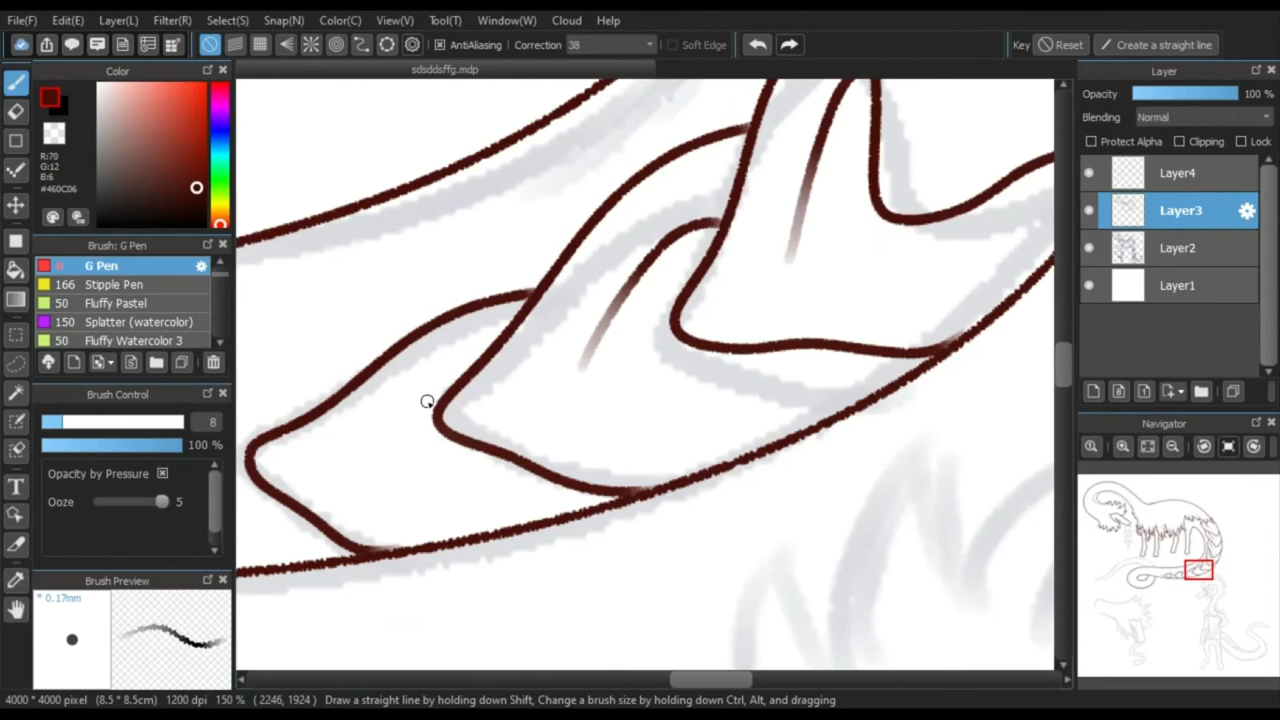 File(F) Edit(E) Layer(L) Filter(R) Select(S) Snap(N) Color(C) View(V) Tool(T) Window(W) Cloud Help
AntiAliasing Correction 38 Soft Edge Key Reset Create a straight line
Color
sdsddsffg.mdp
R:70
G:12
B:6
#460C06
Brush: G Pen
8 G Pen
166 Stipple Pen
50 Fluffy Pastel
150 Splatter (watercolor)
50 Fluffy Watercolor 3
Brush Control
8
100 %
Opacity by Pressure
Ooze 5
Brush Preview
* 0.17mm
Layer
Opacity 100 %
Blending Normal
Protect Alpha Clipping Lock
Layer4
Layer3
Layer2
Layer1
Navigator
4000 * 4000 pixel (8.5 * 8.5cm) 1200 dpi 150 % ( 2246, 1924 ) Draw a straight line by holding down Shift, Change a brush size by holding down Ctrl, Alt, and dragging